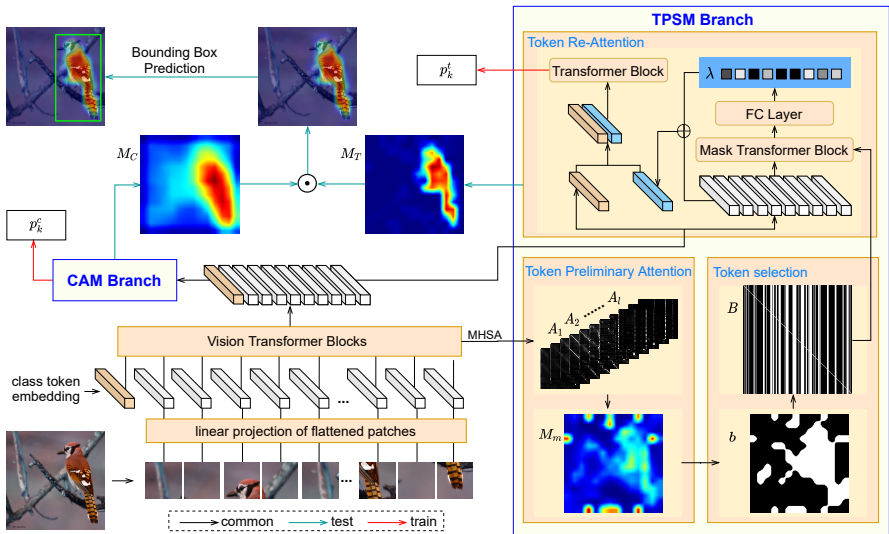 TPSM Branch
Token Re-Attention
Bounding Box
Prediction
$p_k^t$
Transformer Block
λ
FC Layer
Mask Transformer Block
$M_C$
$M_T$
$p_k^c$
CAM Branch
Token Preliminary Attention
Token selection
$A_1$ $A_2$ ······ $A_l$
B
MHSA
Vision Transformer Blocks
class token
embedding
...
linear projection of flattened patches
$M_m$
b
...
common test train